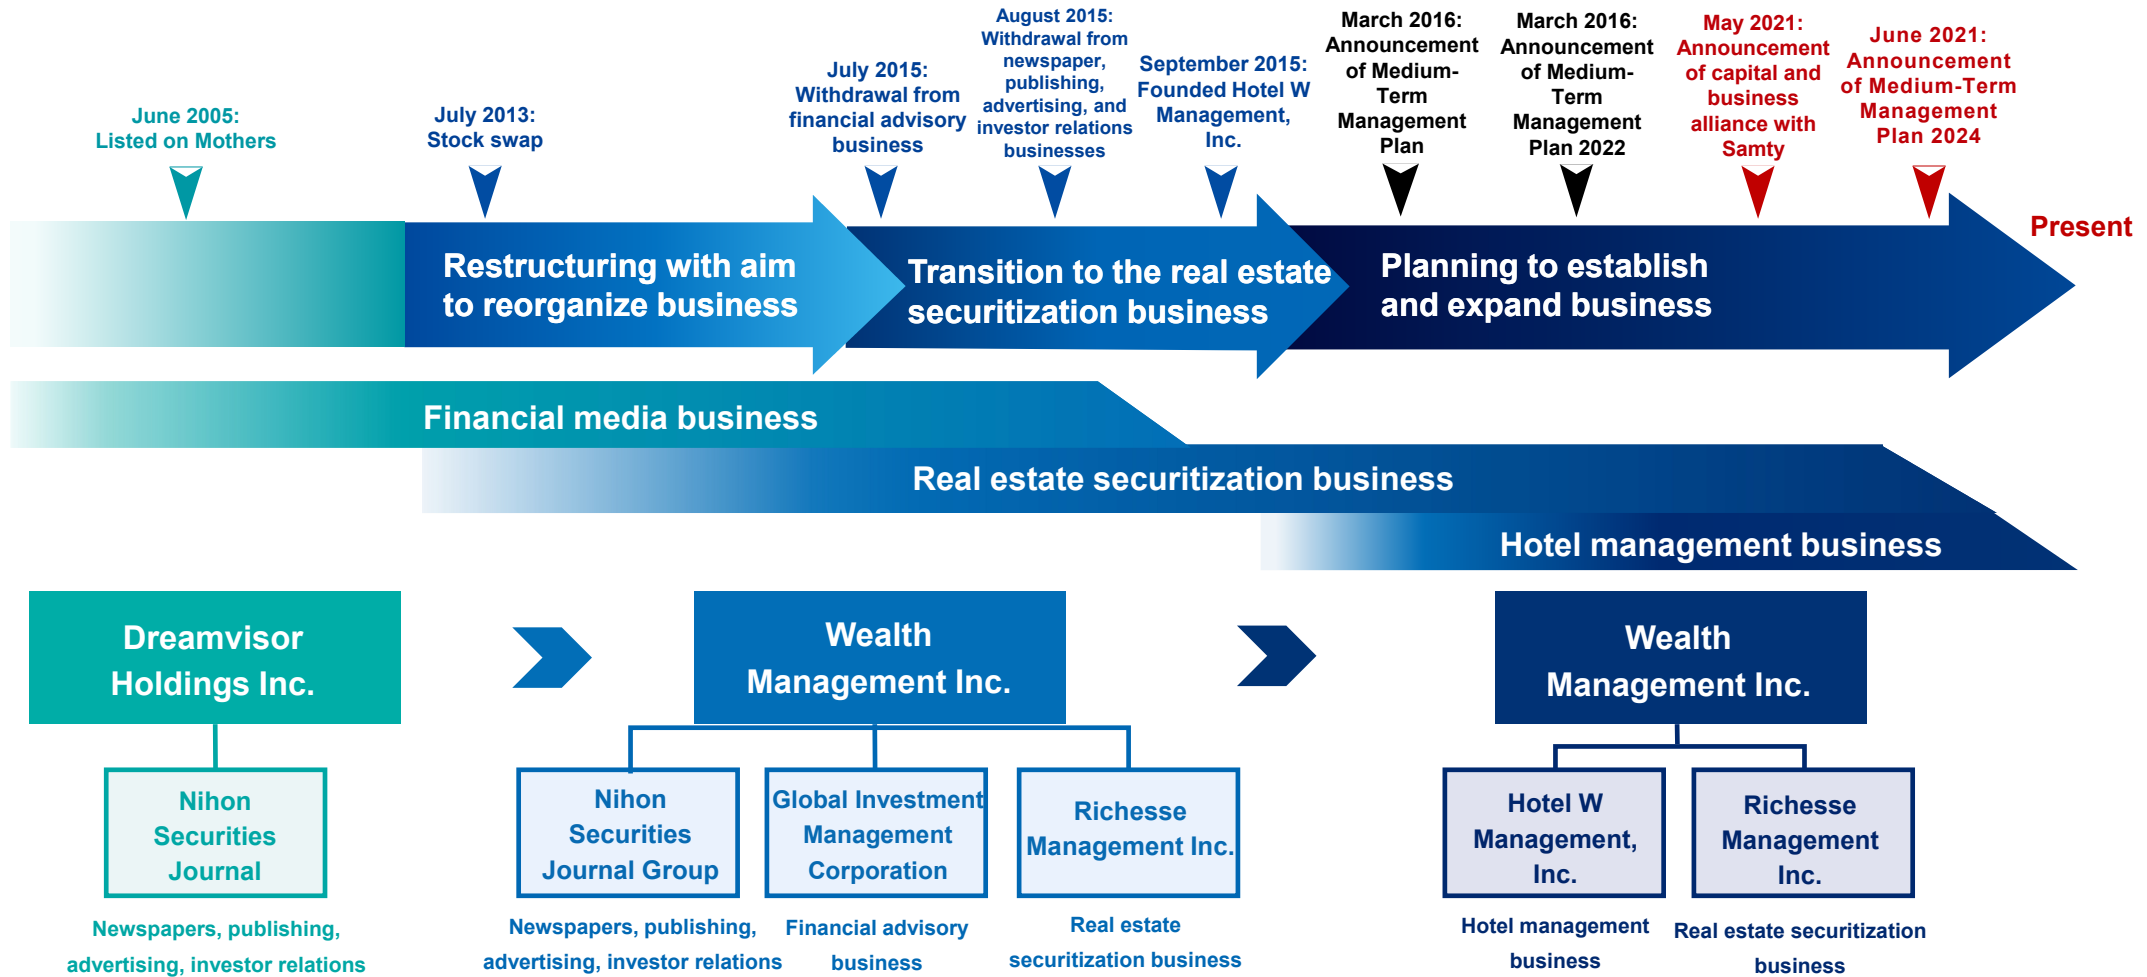 June 2005:
Listed on Mothers
July 2013:
Stock swap
July 2015:
Withdrawal from
financial advisory
business
August 2015:
Withdrawal from
newspaper,
publishing,
advertising, and
investor relations
businesses
September 2015:
Founded Hotel W
Management,
Inc.
March 2016:
Announcement
of Medium-
Term
Management
Plan
March 2016:
Announcement
of Medium-
Term
Management
Plan 2022
May 2021:
Announcement
of capital and
business
alliance with
Samty
June 2021:
Announcement
of Medium-Term
Management
Plan 2024
Present
Restructuring with aim
to reorganize business
Transition to the real estate
securitization business
Planning to establish
and expand business
Financial media business
Real estate securitization business
Hotel management business
Dreamvisor
Holdings Inc.
Nihon
Securities
Journal
Newspapers, publishing,
advertising, investor relations
Wealth
Management Inc.
Nihon
Securities
Journal Group
Newspapers, publishing,
advertising, investor relations
Global Investment
Management
Corporation
Financial advisory
business
Richesse
Management Inc.
Real estate
securitization business
Wealth
Management Inc.
Hotel W
Management,
Inc.
Hotel management
business
Richesse
Management
Inc.
Real estate securitization
business